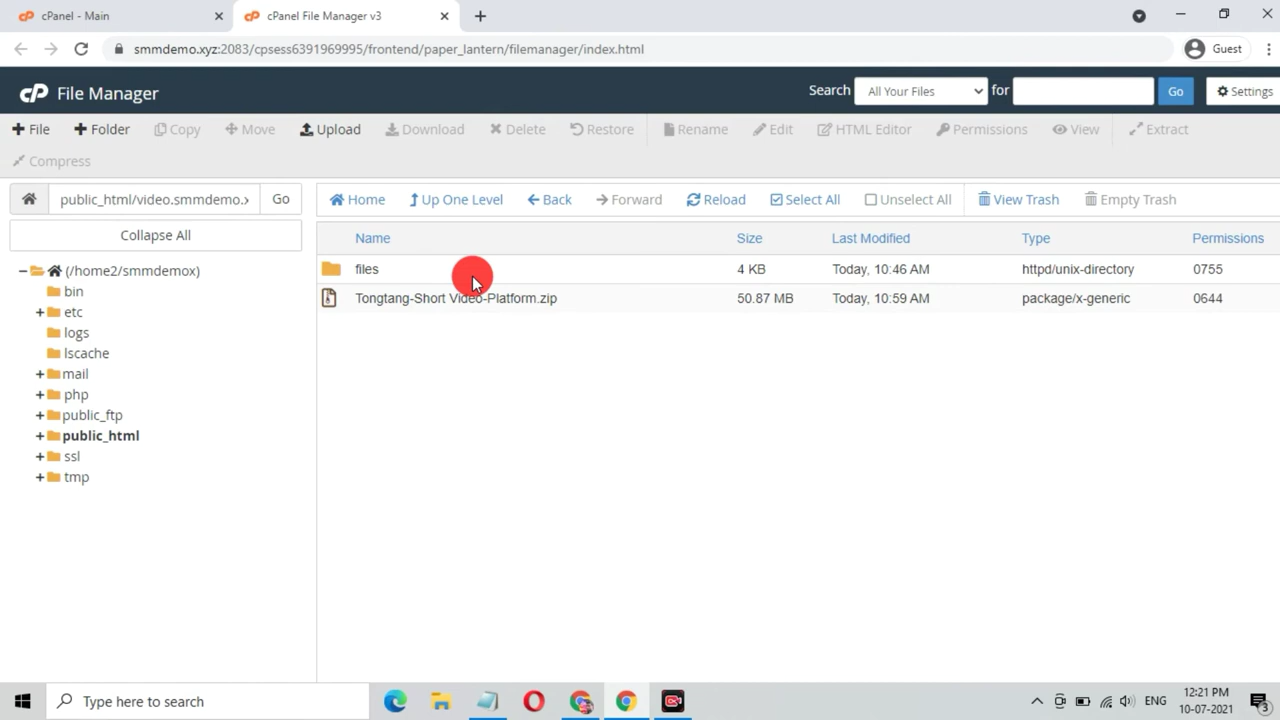 cPanel - Main
cPanel File Manager v3
smmdemo.xyz:2083/cpsess6391969995/frontend/paper_lantern/filemanager/index.html
Guest
cP File Manager
Search All Your Files for Go Settings
File Folder Copy Move Upload Download Delete Restore Rename Edit HTML Editor Permissions View Extract
Compress
public_html/video.smmdemo.x Go
Home Up One Level Back Forward Reload Select All Unselect All View Trash Empty Trash
Collapse All
Name Size Last Modified Type Permissions
files 4 KB Today, 10:46 AM httpd/unix-directory 0755
Tongtang-Short Video-Platform.zip 50.87 MB Today, 10:59 AM package/x-generic 0644
(/home2/smmdemox)
bin
etc
logs
lscache
mail
php
public_ftp
public_html
ssl
tmp
Type here to search
ENG
12:21 PM
10-07-2021
3